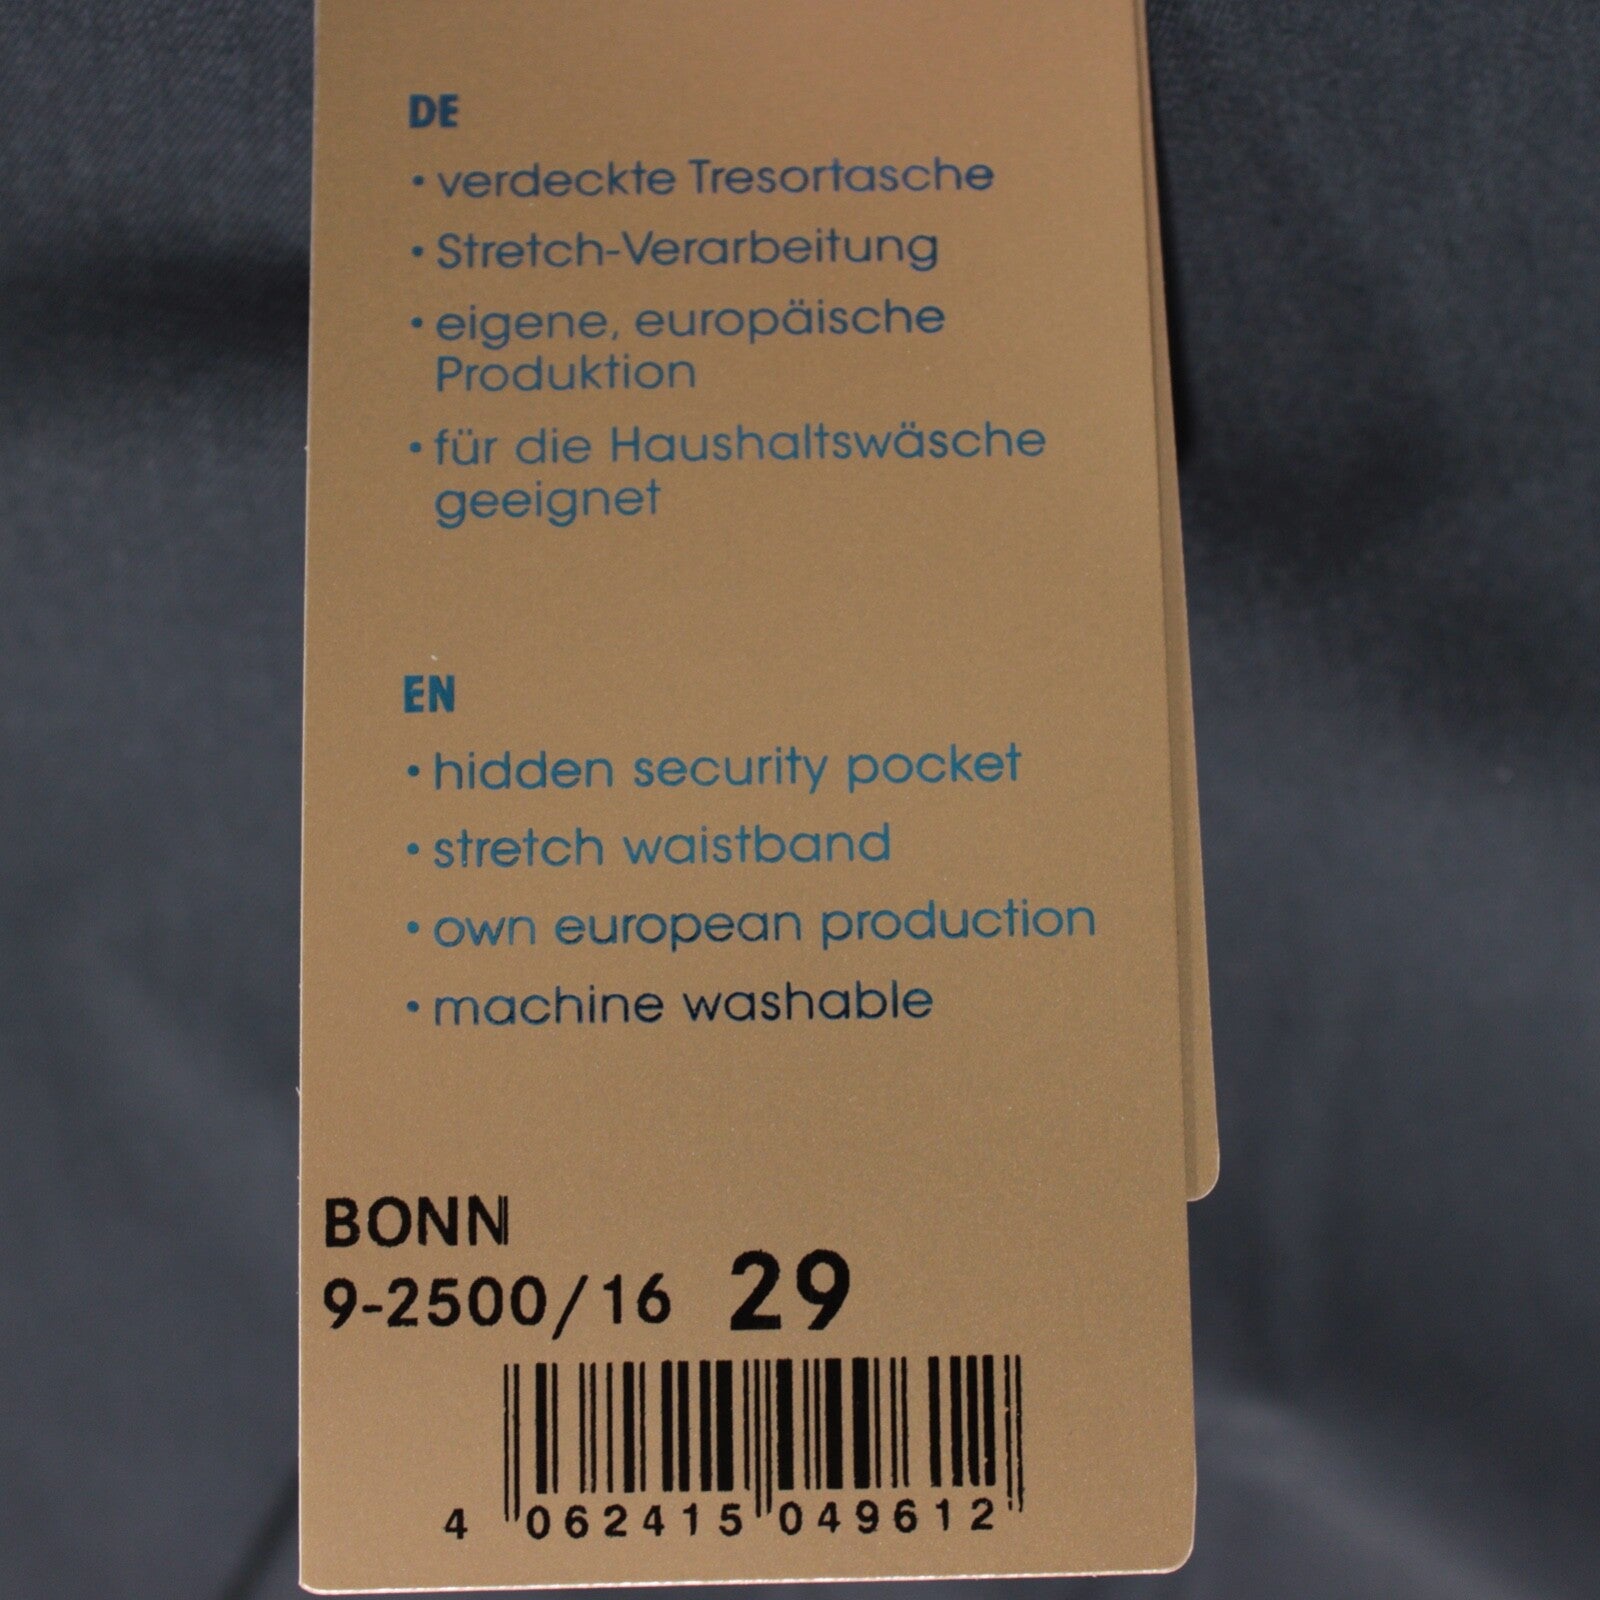 DE
• verdeckte Tresortasche
• Stretch-Verarbeitung
• eigene, europäische
Produktion
• für die Haushaltswäsche
geeignet
EN
• hidden security pocket
• stretch waistband
• own european production
• machine washable
BONN
9-2500/16 29
4 062415 049612